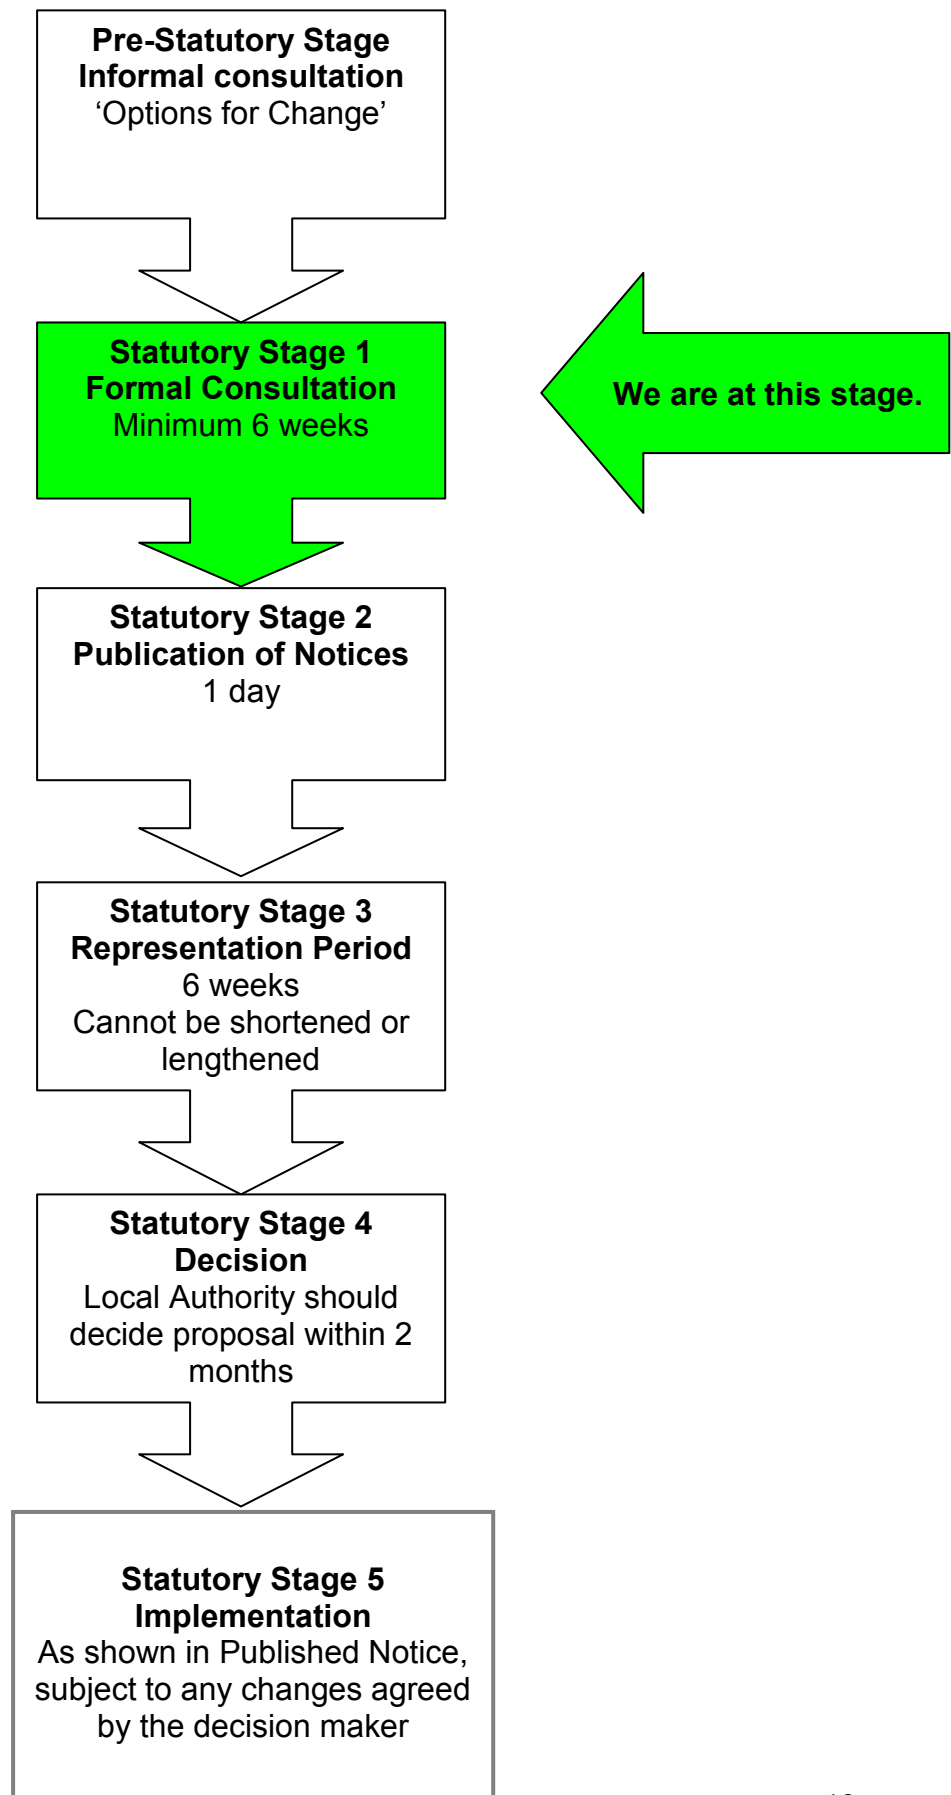 Pre-Statutory Stage
Informal consultation
‘Options for Change’
Statutory Stage 1
Formal Consultation
Minimum 6 weeks
We are at this stage.
Statutory Stage 2
Publication of Notices
1 day
Statutory Stage 3
Representation Period
6 weeks
Cannot be shortened or
lengthened
Statutory Stage 4
Decision
Local Authority should
decide proposal within 2
months
Statutory Stage 5
Implementation
As shown in Published Notice,
subject to any changes agreed
by the decision maker